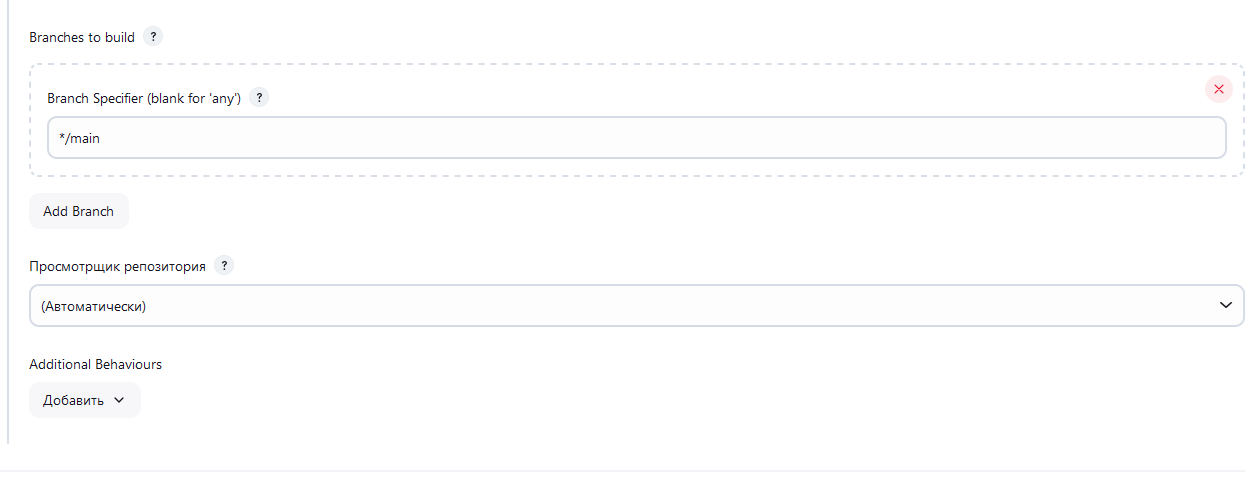 Branches to build ?
Branch Specifier (blank for 'any') ?
*/main
Add Branch
Просмотрщик репозитория ?
(Автоматически)
Additional Behaviours
Добавить